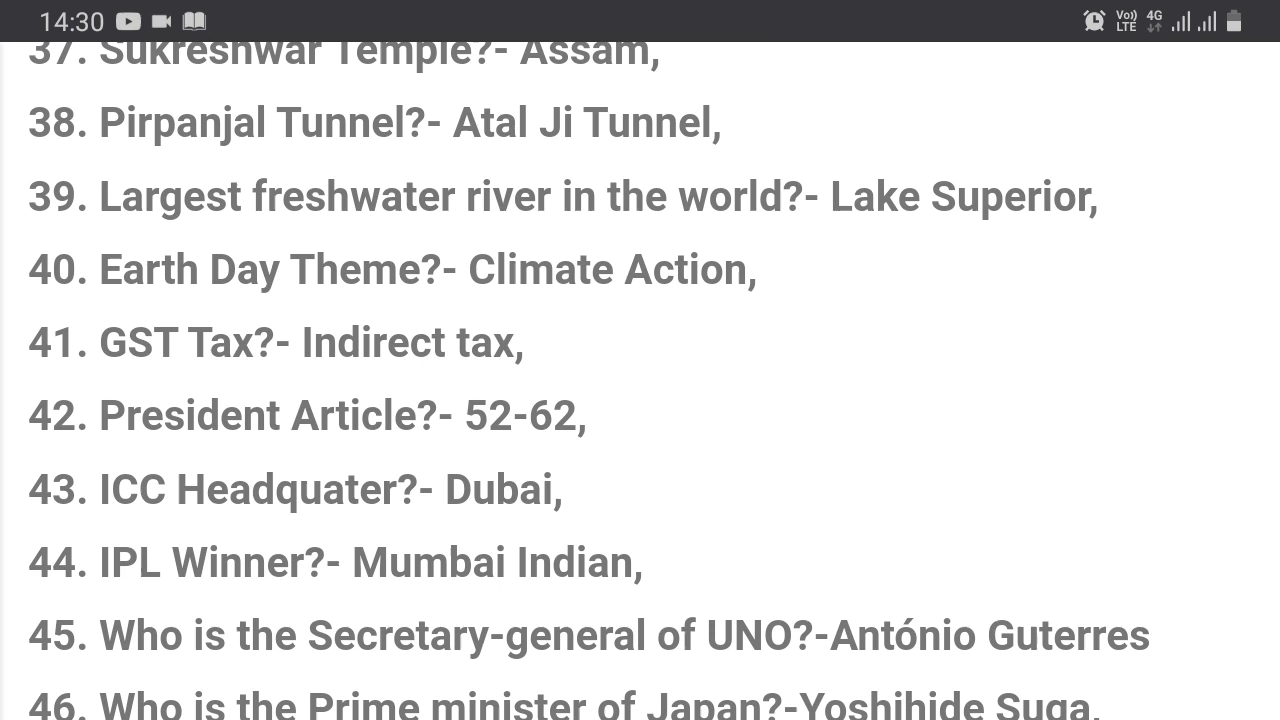 14:30 Vo) LTE 4G
37. Sukreshwar Temple?- Assam,
38. Pirpanjal Tunnel?- Atal Ji Tunnel,
39. Largest freshwater river in the world?- Lake Superior,
40. Earth Day Theme?- Climate Action,
41. GST Tax?- Indirect tax,
42. President Article?- 52-62,
43. ICC Headquater?- Dubai,
44. IPL Winner?- Mumbai Indian,
45. Who is the Secretary-general of UNO?-António Guterres
46. Who is the Prime minister of Japan?-Yoshihide Suga,